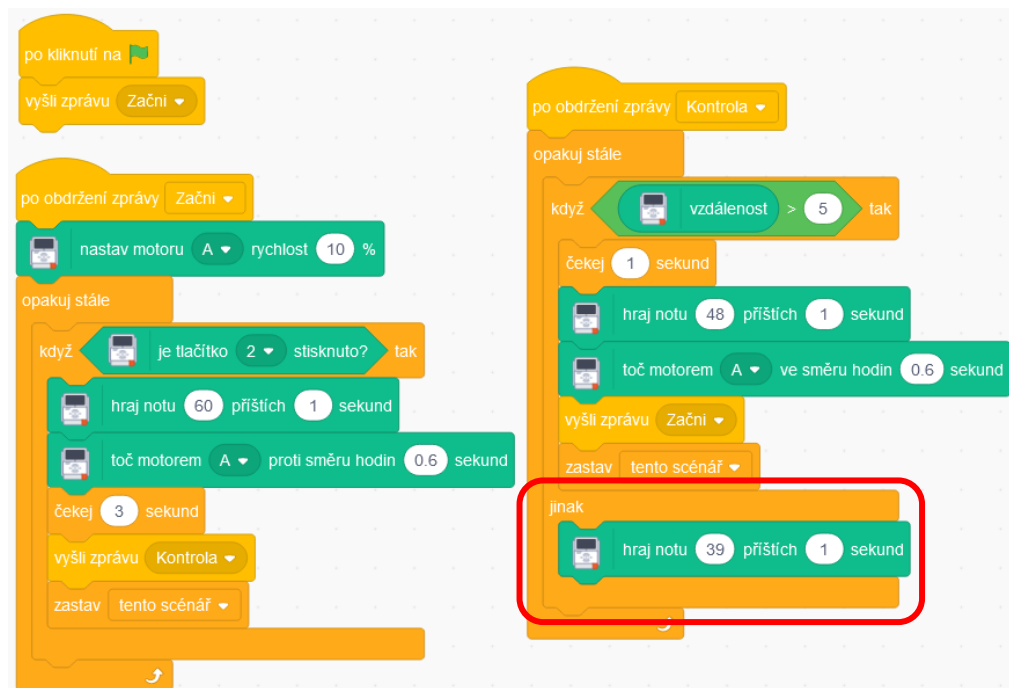 po kliknutí na
vyšli zprávu Začni
po obdržení zprávy Začni
nastav motoru A rychlost 10 %
opakuj stále
když je tlačítko 2 stisknuto? tak
hraj notu 60 příštích 1 sekund
toč motorem A proti směru hodin 0.6 sekund
čekej 3 sekund
vyšli zprávu Kontrola
zastav tento scénář
po obdržení zprávy Kontrola
opakuj stále
když vzdálenost > 5 tak
čekej 1 sekund
hraj notu 48 příštích 1 sekund
toč motorem A ve směru hodin 0.6 sekund
vyšli zprávu Začni
zastav tento scénář
jinak
hraj notu 39 příštích 1 sekund